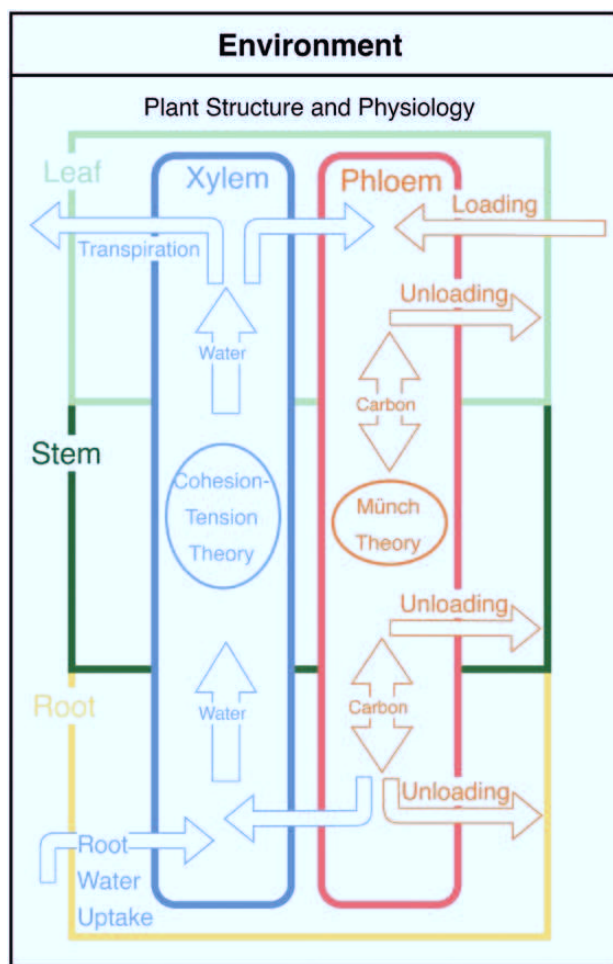 Environment
Plant Structure and Physiology
Leaf
Xylem
Phloem
Loading
Transpiration
Unloading
Water
Carbon
Stem
Cohesion-
Tension
Theory
Münch
Theory
Unloading
Root
Water
Carbon
Unloading
Root
Water
Uptake